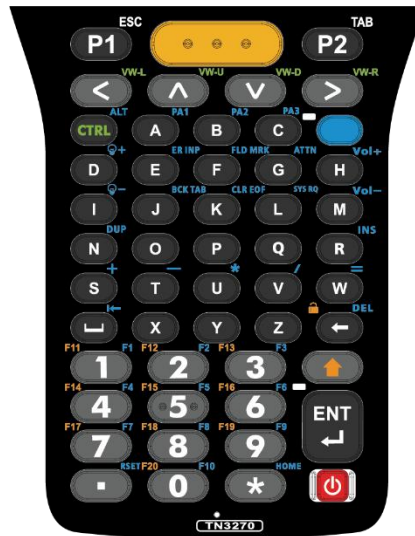 ESC TAB
P1 P2
VW-L VW-U VW-D VW-R
< ^ v >
ALT PA1 PA2 PA3
CTRL A B C
+ ER INP FLD MRK ATTN Vol+
D E F G H
− BCK TAB CLR EOF SYS RQ Vol−
I J K L M
DUP INS
N O P Q R
+ − * / =
S T U V W
DEL
X Y Z
F11 F1 F12 F2 F13 F3
1 2 3
F14 F4 F15 F5 F16 F6
4 5 6 ENT
F17 F7 F18 F8 F19 F9
7 8 9
RSET F20 F10 HOME
. 0 *
TN3270